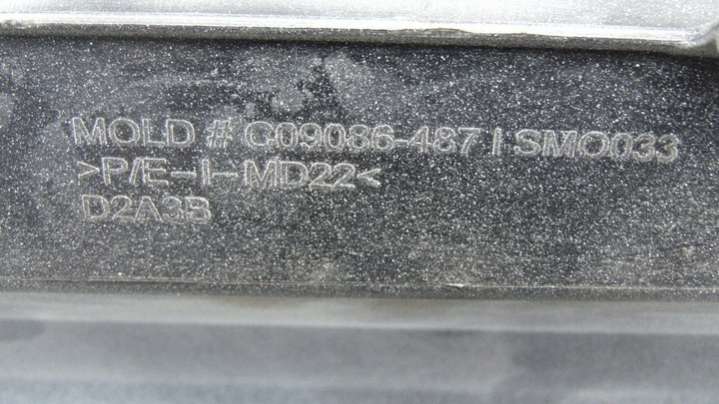 MOLD # G09086-487 I SMO033
>P/E-I-MD22<
D2A3B